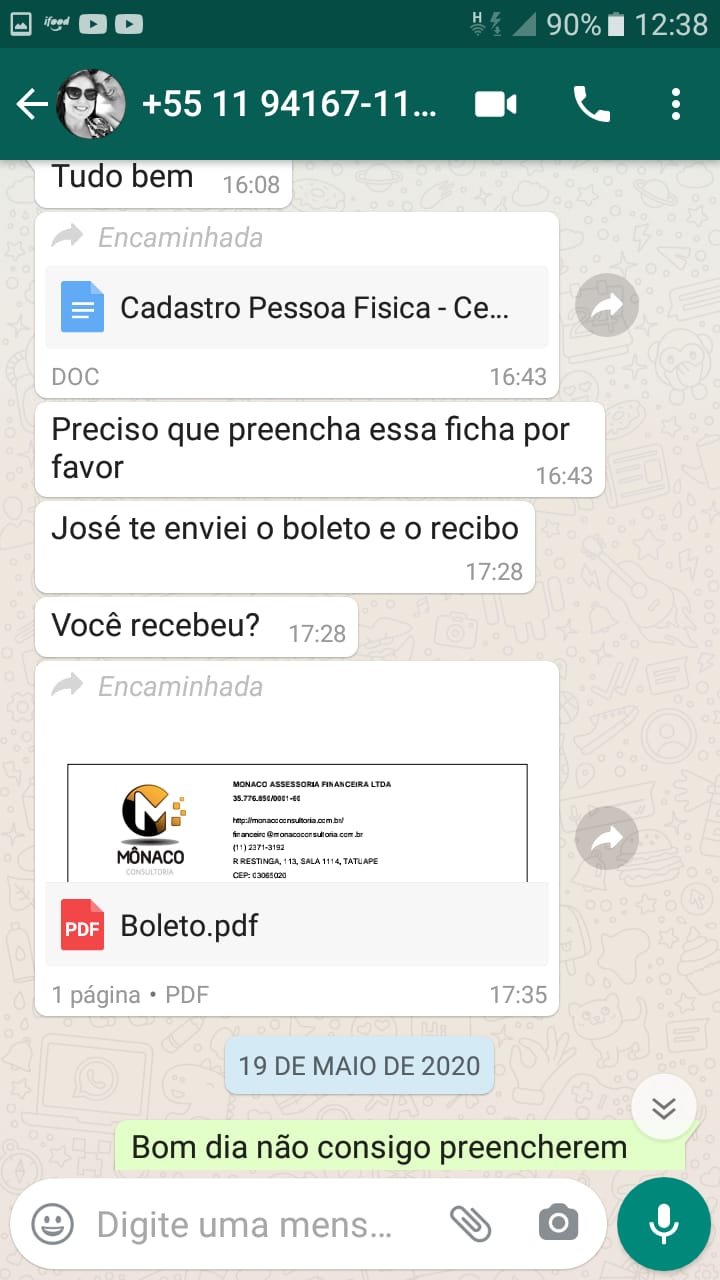 ifood
H
90%
12:38
+55 11 94167-11...
Tudo bem
16:08
Encaminhada
Cadastro Pessoa Fisica - Ce...
DOC
16:43
Preciso que preencha essa ficha por
favor
16:43
José te enviei o boleto e o recibo
17:28
Você recebeu?
17:28
Encaminhada
MÔNACO
CONSULTORIA
MONACO ASSESSORIA FINANCEIRA LTDA
35.776.850/0001-60
http://monacoconsultoria.com.br/
financeiro@monacoconsultoria.com.br
(11) 2371-3192
R RESTINGA, 113, SALA 1114, TATUAPE
CEP: 03065020
PDF
Boleto.pdf
1 página • PDF
17:35
19 DE MAIO DE 2020
Bom dia não consigo preencherem
Digite uma mens...